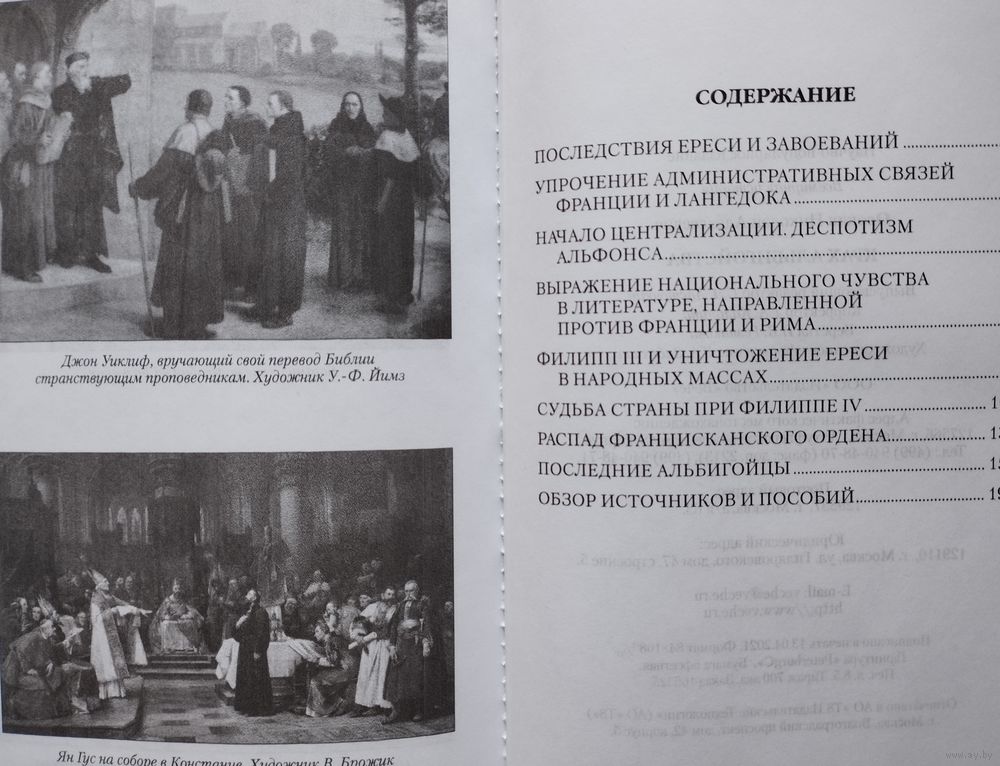 Джон Уиклиф, вручающий свой перевод Библии
странствующим проповедникам. Художник У.-Ф. Йимз
Ян Гус на соборе в Констанце. Художник В. Брожик
СОДЕРЖАНИЕ
ПОСЛЕДСТВИЯ ЕРЕСИ И ЗАВОЕВАНИЙ
УПРОЧЕНИЕ АДМИНИСТРАТИВНЫХ СВЯЗЕЙ
ФРАНЦИИ И ЛАНГЕДОКА
НАЧАЛО ЦЕНТРАЛИЗАЦИИ. ДЕСПОТИЗМ
АЛЬФОНСА
ВЫРАЖЕНИЕ НАЦИОНАЛЬНОГО ЧУВСТВА
В ЛИТЕРАТУРЕ, НАПРАВЛЕННОЙ
ПРОТИВ ФРАНЦИИ И РИМА
ФИЛИПП III И УНИЧТОЖЕНИЕ ЕРЕСИ
В НАРОДНЫХ МАССАХ
СУДЬБА СТРАНЫ ПРИ ФИЛИППЕ IV
РАСПАД ФРАНЦИСКАНСКОГО ОРДЕНА
ПОСЛЕДНИЕ АЛЬБИГОЙЦЫ
ОБЗОР ИСТОЧНИКОВ И ПОСОБИЙ
129110, г. Москва, ул. Гиляровского, дом 47, строение 5.
Юридический адрес:
E-mail: veche@veche.ru
http://www.veche.ru
www.ay.by